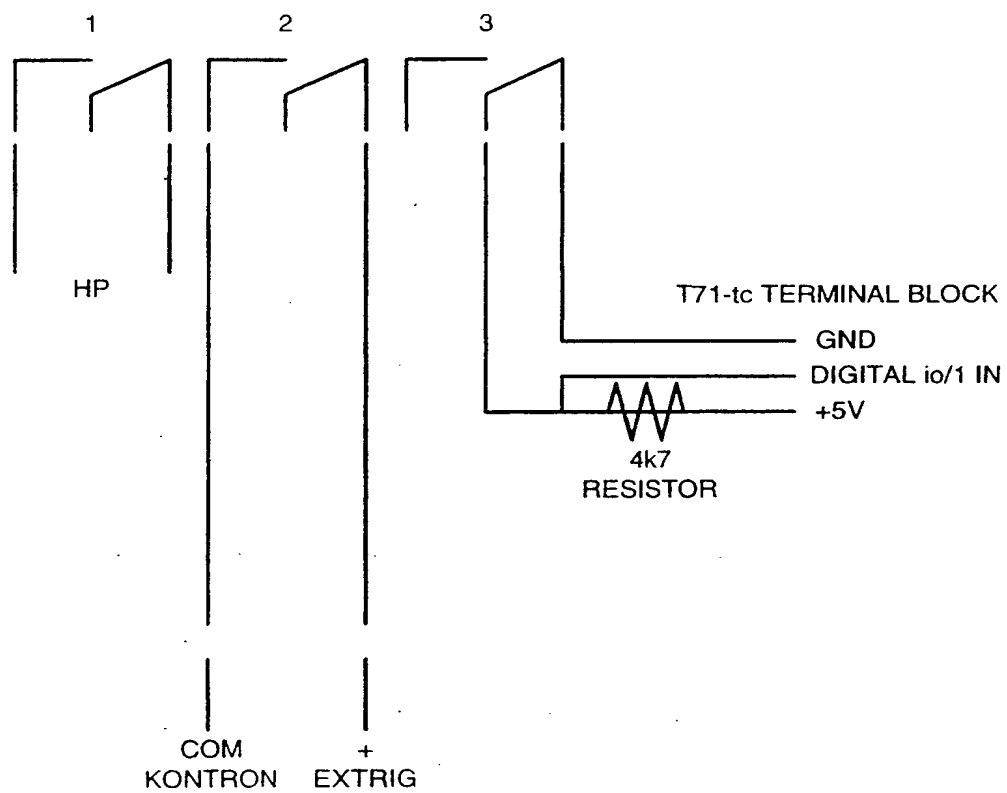 1 2 3
HP
T71-tc TERMINAL BLOCK
GND
DIGITAL io/1 IN
+5V
4k7
RESISTOR
COM +
KONTRON EXTRIG